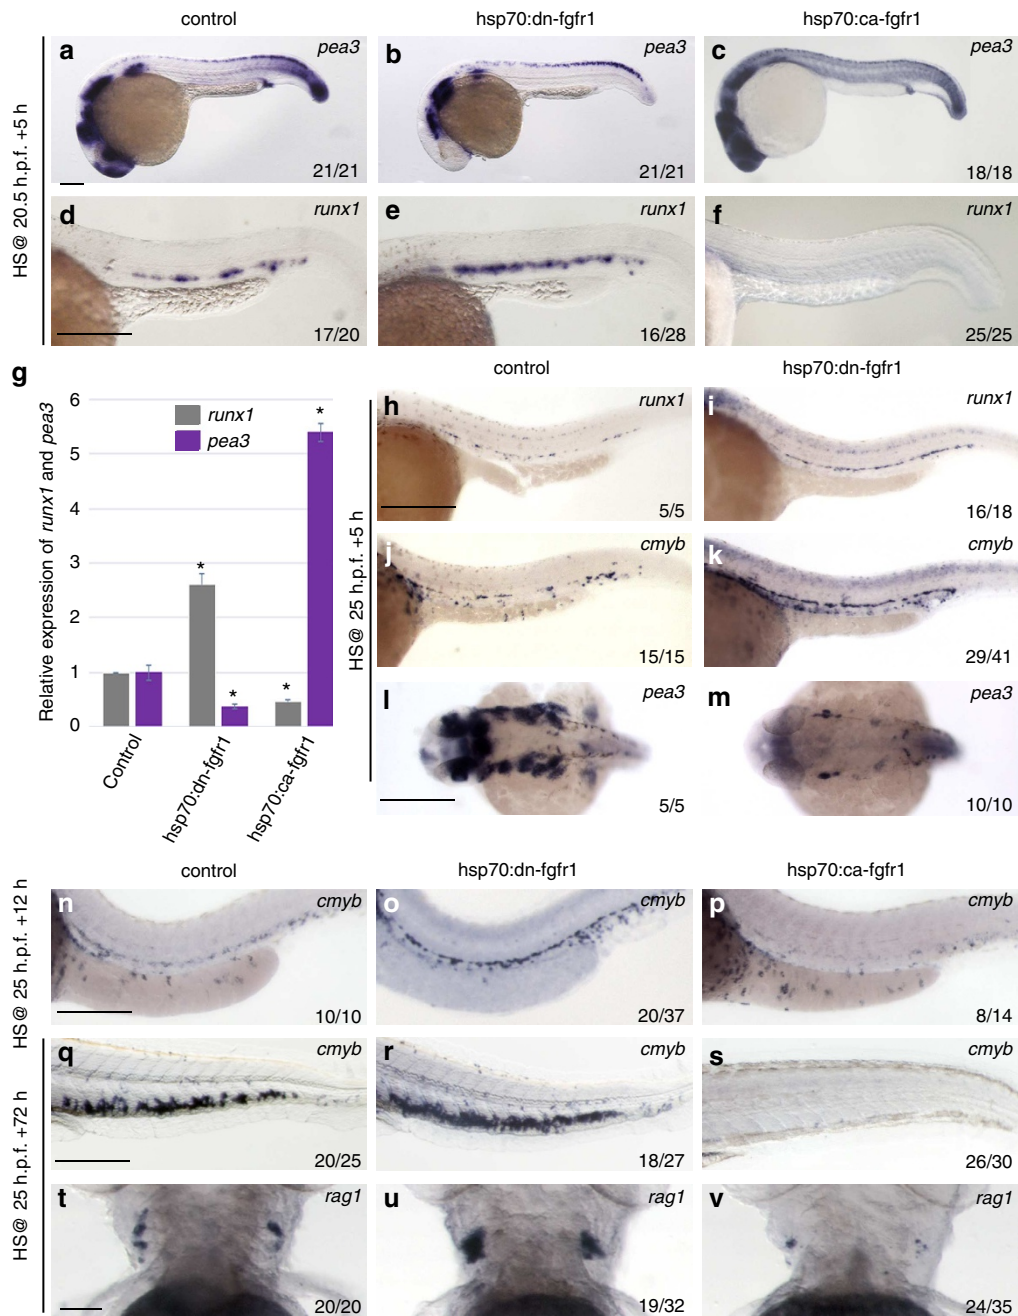 control
hsp70:dn-fgfr1
hsp70:ca-fgfr1
HS@ 20.5 h.p.f. +5 h
a
pea3
21/21
b
pea3
21/21
c
pea3
18/18
d
runx1
17/20
e
runx1
16/28
f
runx1
25/25
g
Relative expression of runx1 and pea3
6
5
4
3
2
1
0
runx1
pea3
*
*
*
*
Control
hsp70:dn-fgfr1
hsp70:ca-fgfr1
control
hsp70:dn-fgfr1
HS@ 25 h.p.f. +5 h
h
runx1
5/5
i
runx1
16/18
j
cmyb
15/15
k
cmyb
29/41
l
pea3
5/5
m
pea3
10/10
control
hsp70:dn-fgfr1
hsp70:ca-fgfr1
HS@ 25 h.p.f. +12 h
n
cmyb
10/10
o
cmyb
20/37
p
cmyb
8/14
HS@ 25 h.p.f. +72 h
q
cmyb
20/25
r
cmyb
18/27
s
cmyb
26/30
t
rag1
20/20
u
rag1
19/32
v
rag1
24/35